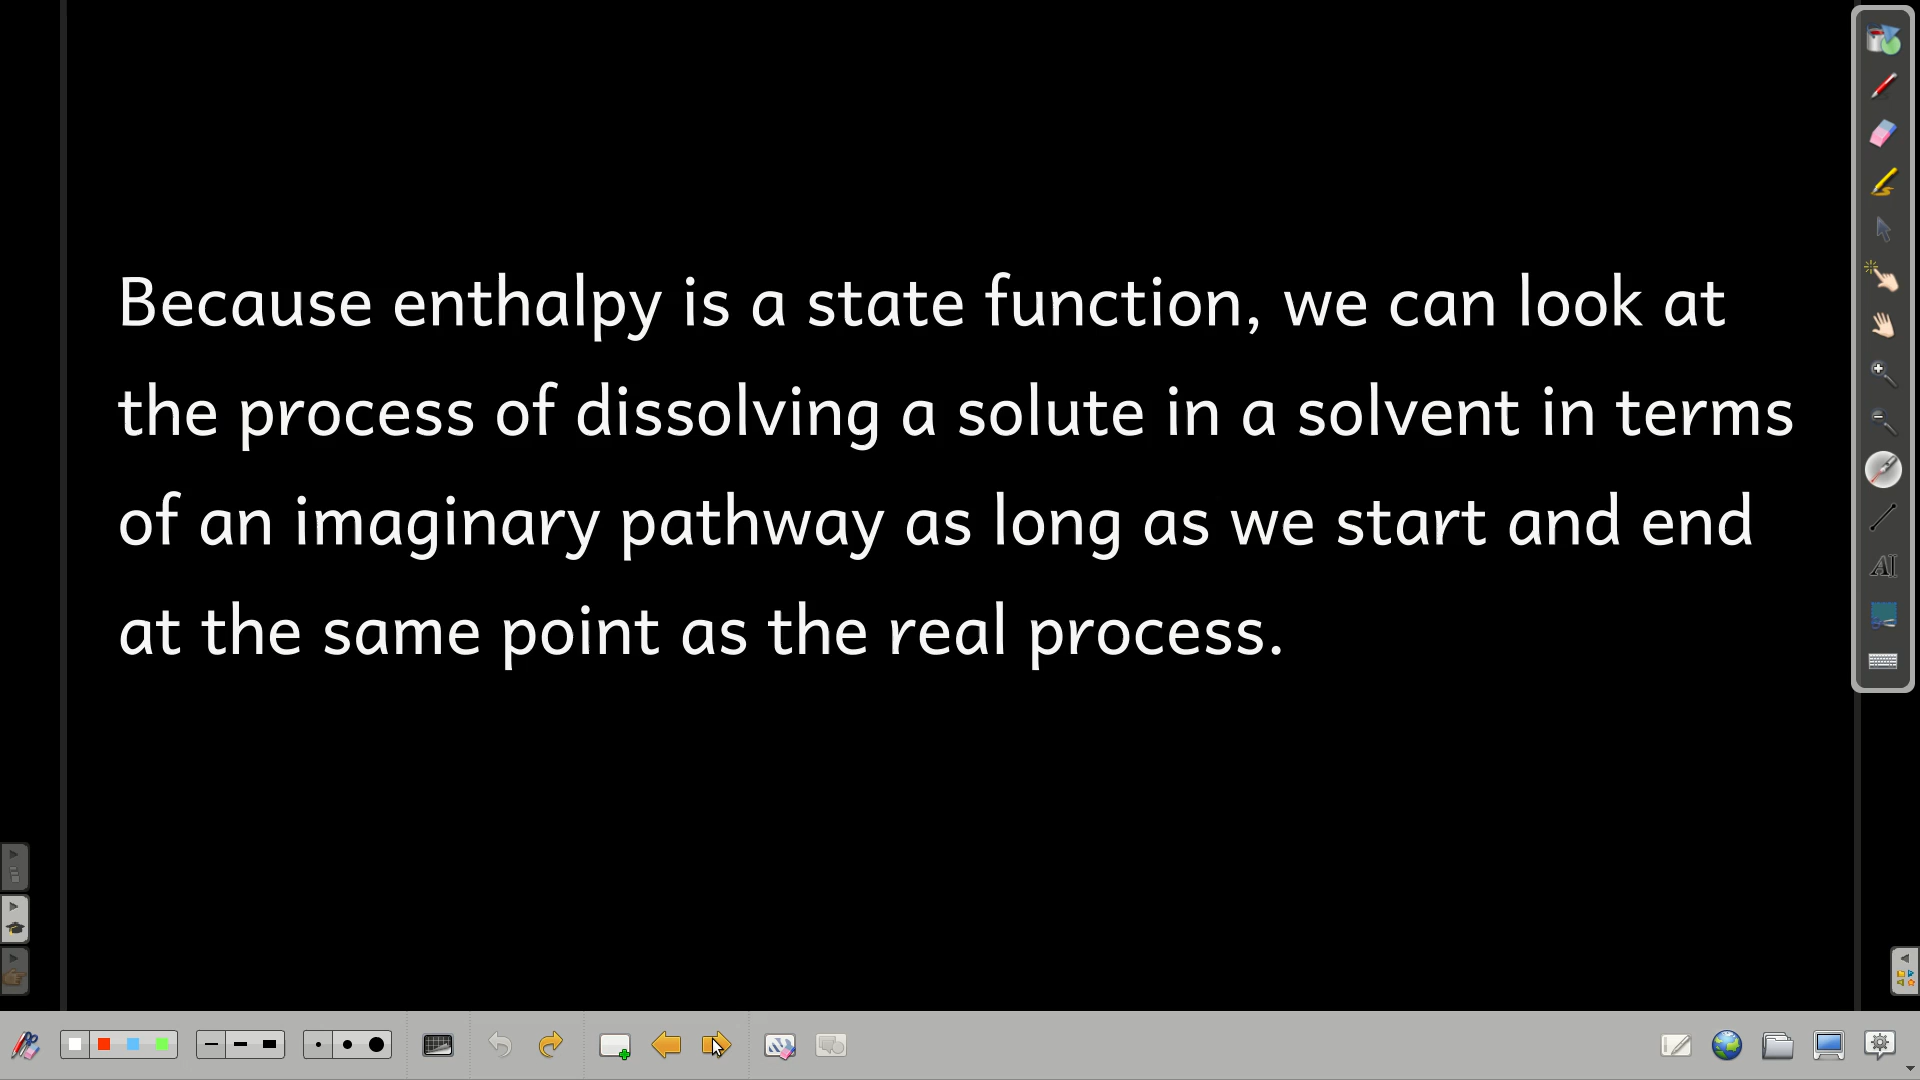 Because enthalpy is a state function, we can look at
the process of dissolving a solute in a solvent in terms
of an imaginary pathway as long as we start and end
at the same point as the real process.